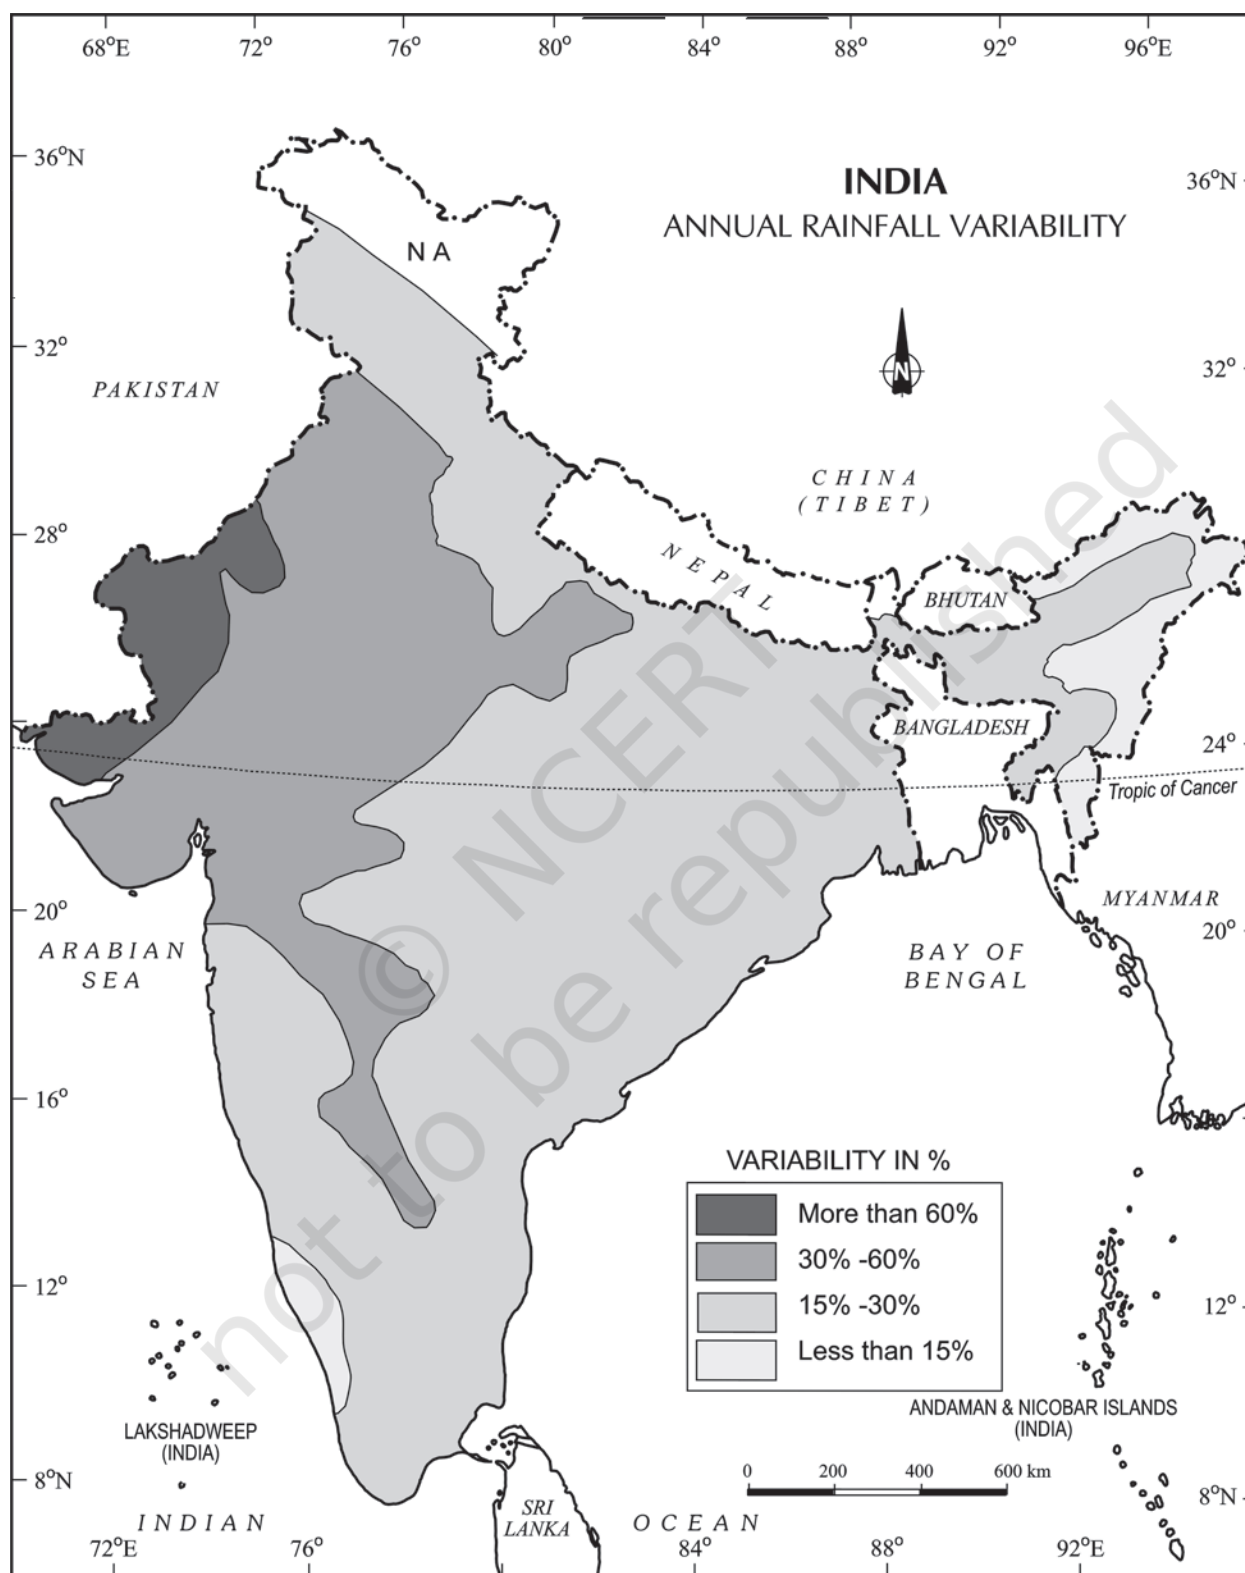 68°E 72° 76° 80° 84° 88° 92° 96°E
36°N
INDIA
36°N
ANNUAL RAINFALL VARIABILITY
N A
32°
N
32°
PAKISTAN
CHINA
(TIBET)
28°
NEPAL
BHUTAN
BANGLADESH
24°
Tropic of Cancer
20°
MYANMAR
20°
ARABIAN
SEA
BAY OF
BENGAL
© NCERT
not to be republished
16°
VARIABILITY IN %
More than 60%
30% -60%
15% -30%
Less than 15%
12°
12°
LAKSHADWEEP
(INDIA)
ANDAMAN & NICOBAR ISLANDS
(INDIA)
8°N
0 200 400 600 km
8°N
SRI
LANKA
INDIAN OCEAN
72°E 76° 84° 88° 92°E